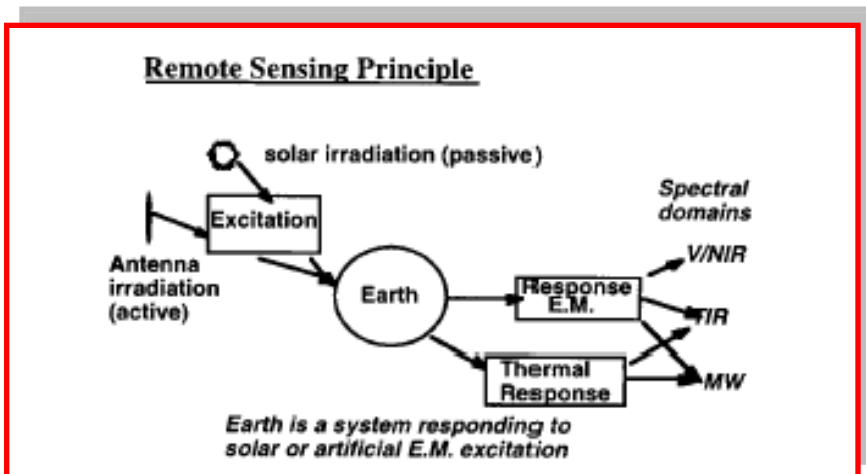 Remote Sensing Principle
solar irradiation (passive)
Spectral
domains
Excitation
V/NIR
Antenna
irradiation
(active)
Earth
Response
E.M.
TIR
Thermal
Response
MW
Earth is a system responding to
solar or artificial E.M. excitation